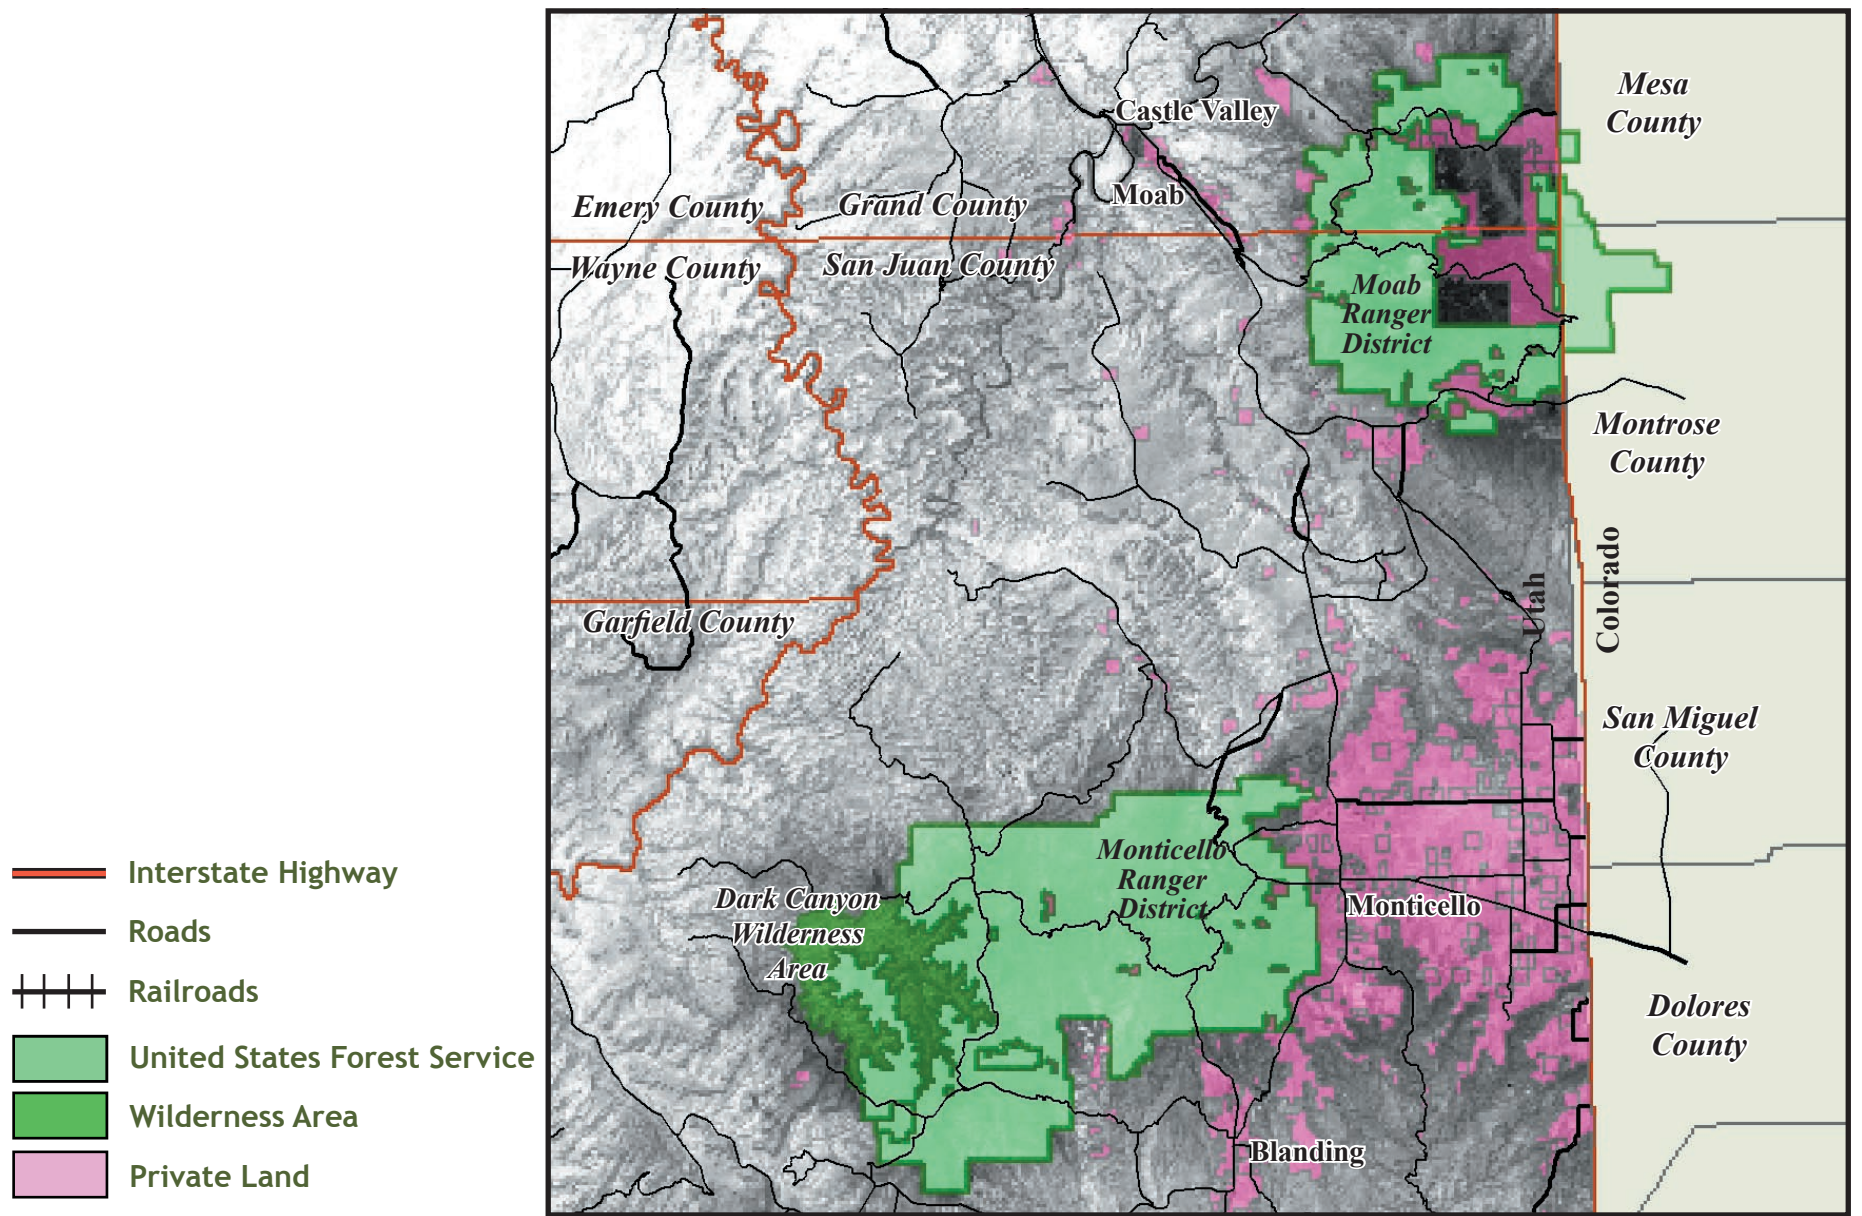 Mesa
County
Castle Valley
Moab
Emery County
Grand County
Wayne County
San Juan County
Moab
Ranger
District
Montrose
County
Utah
Colorado
Garfield County
San Miguel
County
Monticello
Ranger
District
Dark Canyon
Wilderness
Area
Monticello
Dolores
County
Blanding
Interstate Highway
Roads
Railroads
United States Forest Service
Wilderness Area
Private Land